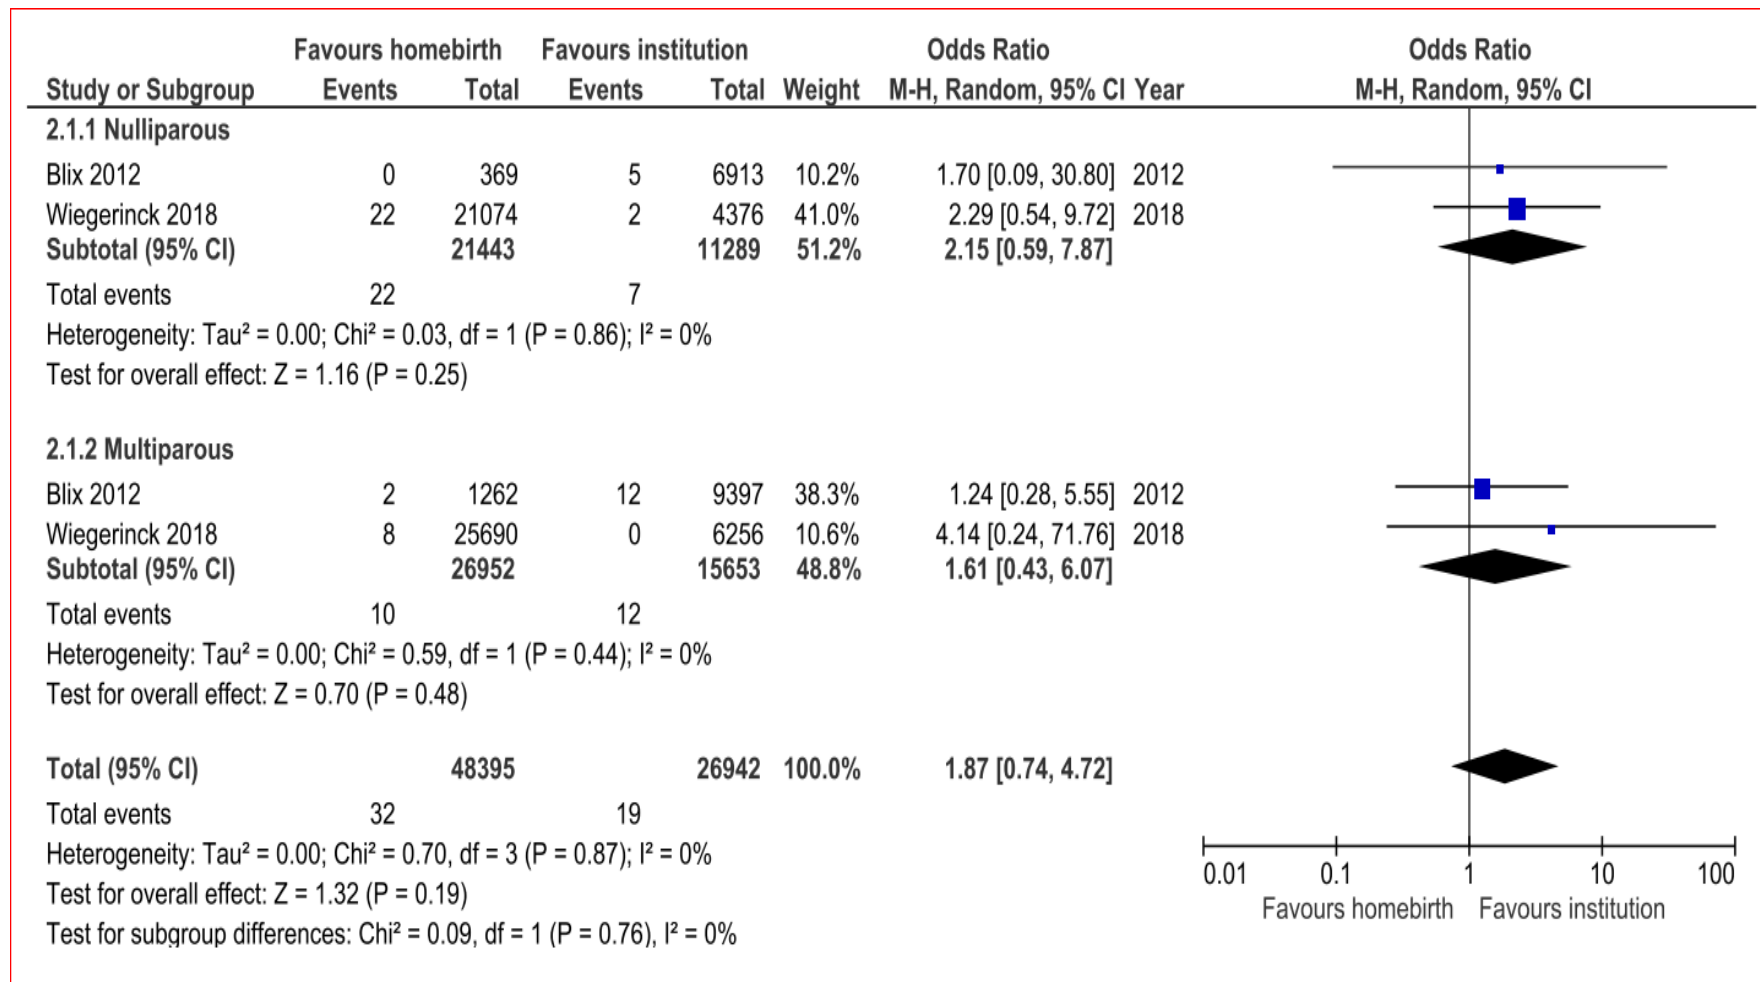 Favours homebirth Favours institution Odds Ratio Odds Ratio
Study or Subgroup Events Total Events Total Weight M-H, Random, 95% CI Year M-H, Random, 95% CI
2.1.1 Nulliparous
Blix 2012 0 369 5 6913 10.2% 1.70 [0.09, 30.80] 2012
Wiegerinck 2018 22 21074 2 4376 41.0% 2.29 [0.54, 9.72] 2018
Subtotal (95% CI) 21443 11289 51.2% 2.15 [0.59, 7.87]
Total events 22 7
Heterogeneity: Tau² = 0.00; Chi² = 0.03, df = 1 (P = 0.86); I² = 0%
Test for overall effect: Z = 1.16 (P = 0.25)
2.1.2 Multiparous
Blix 2012 2 1262 12 9397 38.3% 1.24 [0.28, 5.55] 2012
Wiegerinck 2018 8 25690 0 6256 10.6% 4.14 [0.24, 71.76] 2018
Subtotal (95% CI) 26952 15653 48.8% 1.61 [0.43, 6.07]
Total events 10 12
Heterogeneity: Tau² = 0.00; Chi² = 0.59, df = 1 (P = 0.44); I² = 0%
Test for overall effect: Z = 0.70 (P = 0.48)
Total (95% CI) 48395 26942 100.0% 1.87 [0.74, 4.72]
Total events 32 19
Heterogeneity: Tau² = 0.00; Chi² = 0.70, df = 3 (P = 0.87); I² = 0%
Test for overall effect: Z = 1.32 (P = 0.19)
Test for subgroup differences: Chi² = 0.09, df = 1 (P = 0.76), I² = 0%
0.01 0.1 1 10 100
Favours homebirth Favours institution